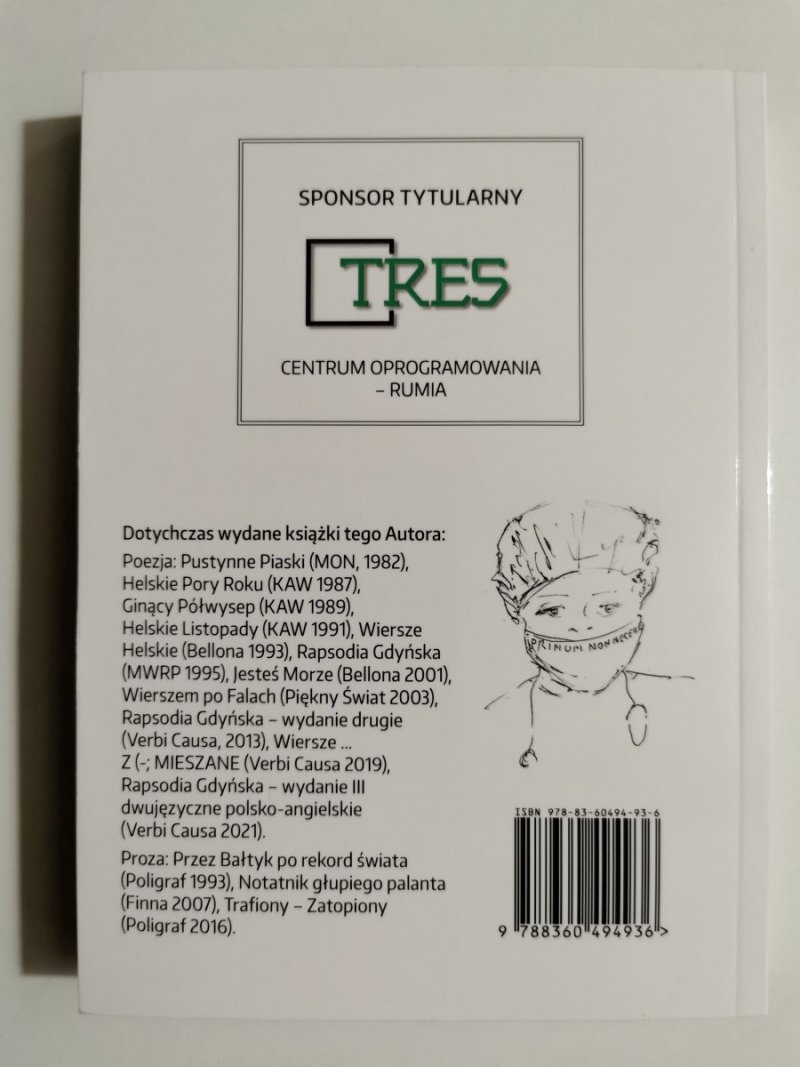 SPONSOR TYTULARNY
TRES
CENTRUM OPROGRAMOWANIA
– RUMIA
Dotychczas wydane książki tego Autora:
Poezja: Pustynne Piaski (MON, 1982),
Helskie Pory Roku (KAW 1987),
Ginący Półwysep (KAW 1989),
Helskie Listopady (KAW 1991), Wiersze
Helskie (Bellona 1993), Rapsodia Gdyńska
(MWRP 1995), Jesteś Morze (Bellona 2001),
Wierszem po Falach (Piękny Świat 2003),
Rapsodia Gdyńska – wydanie drugie
(Verbi Causa, 2013), Wiersze ...
Z (-; MIESZANE (Verbi Causa 2019),
Rapsodia Gdyńska – wydanie III
dwujęzyczne polsko-angielskie
(Verbi Causa 2021).
Proza: Przez Bałtyk po rekord świata
(Poligraf 1993), Notatnik głupiego palanta
(Finna 2007), Trafiony – Zatopiony
(Poligraf 2016).
PRIMUM NON NOCERE
ISBN 978-83-60494-93-6
9 788360 494936 >